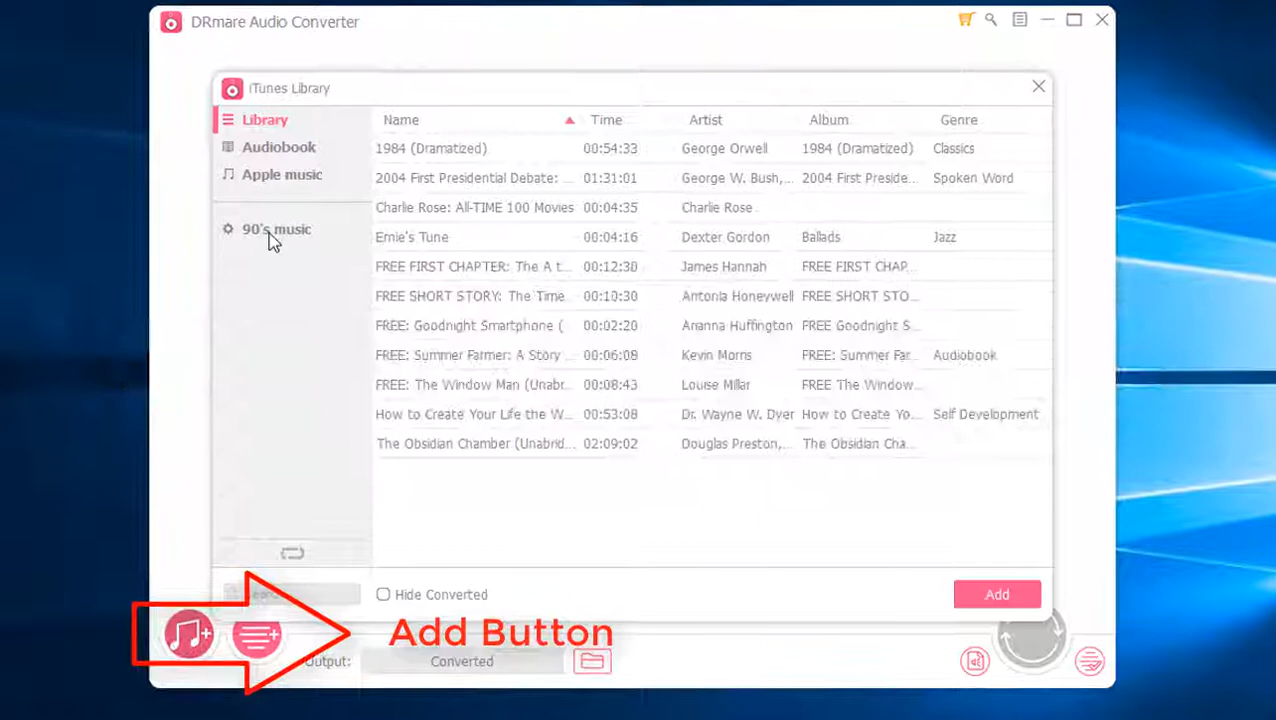 DRmare Audio Converter
iTunes Library
Library
Audiobook
Apple music
90's music
Name Time Artist Album Genre
1984 (Dramatized) 00:54:33 George Orwell 1984 (Dramatized) Classics
2004 First Presidential Debate: ... 01:31:01 George W. Bush,... 2004 First Preside... Spoken Word
Charlie Rose: All-TIME 100 Movies 00:04:35 Charlie Rose
Ernie's Tune 00:04:16 Dexter Gordon Ballads Jazz
FREE FIRST CHAPTER: The A t... 00:12:38 James Hannah FREE FIRST CHAP...
FREE SHORT STORY: The Time 00:10:30 Antonia Honeywell FREE SHORT STO...
FREE: Goodnight Smartphone ( 00:02:20 Arianna Huffington FREE Goodnight S...
FREE: Summer Farmer: A Story 00:06:08 Kevin Morris FREE: Summer Far... Audiobook
FREE: The Window Man (Unabr... 00:08:43 Louise Millar FREE The Window...
How to Create Your Life the W... 00:53:08 Dr. Wayne W. Dyer How to Create Yo... Self Development
The Obsidian Chamber (Unabrid... 02:09:02 Douglas Preston,... The Obsidian Cha...
Hide Converted
Add
Add Button
Output: Converted